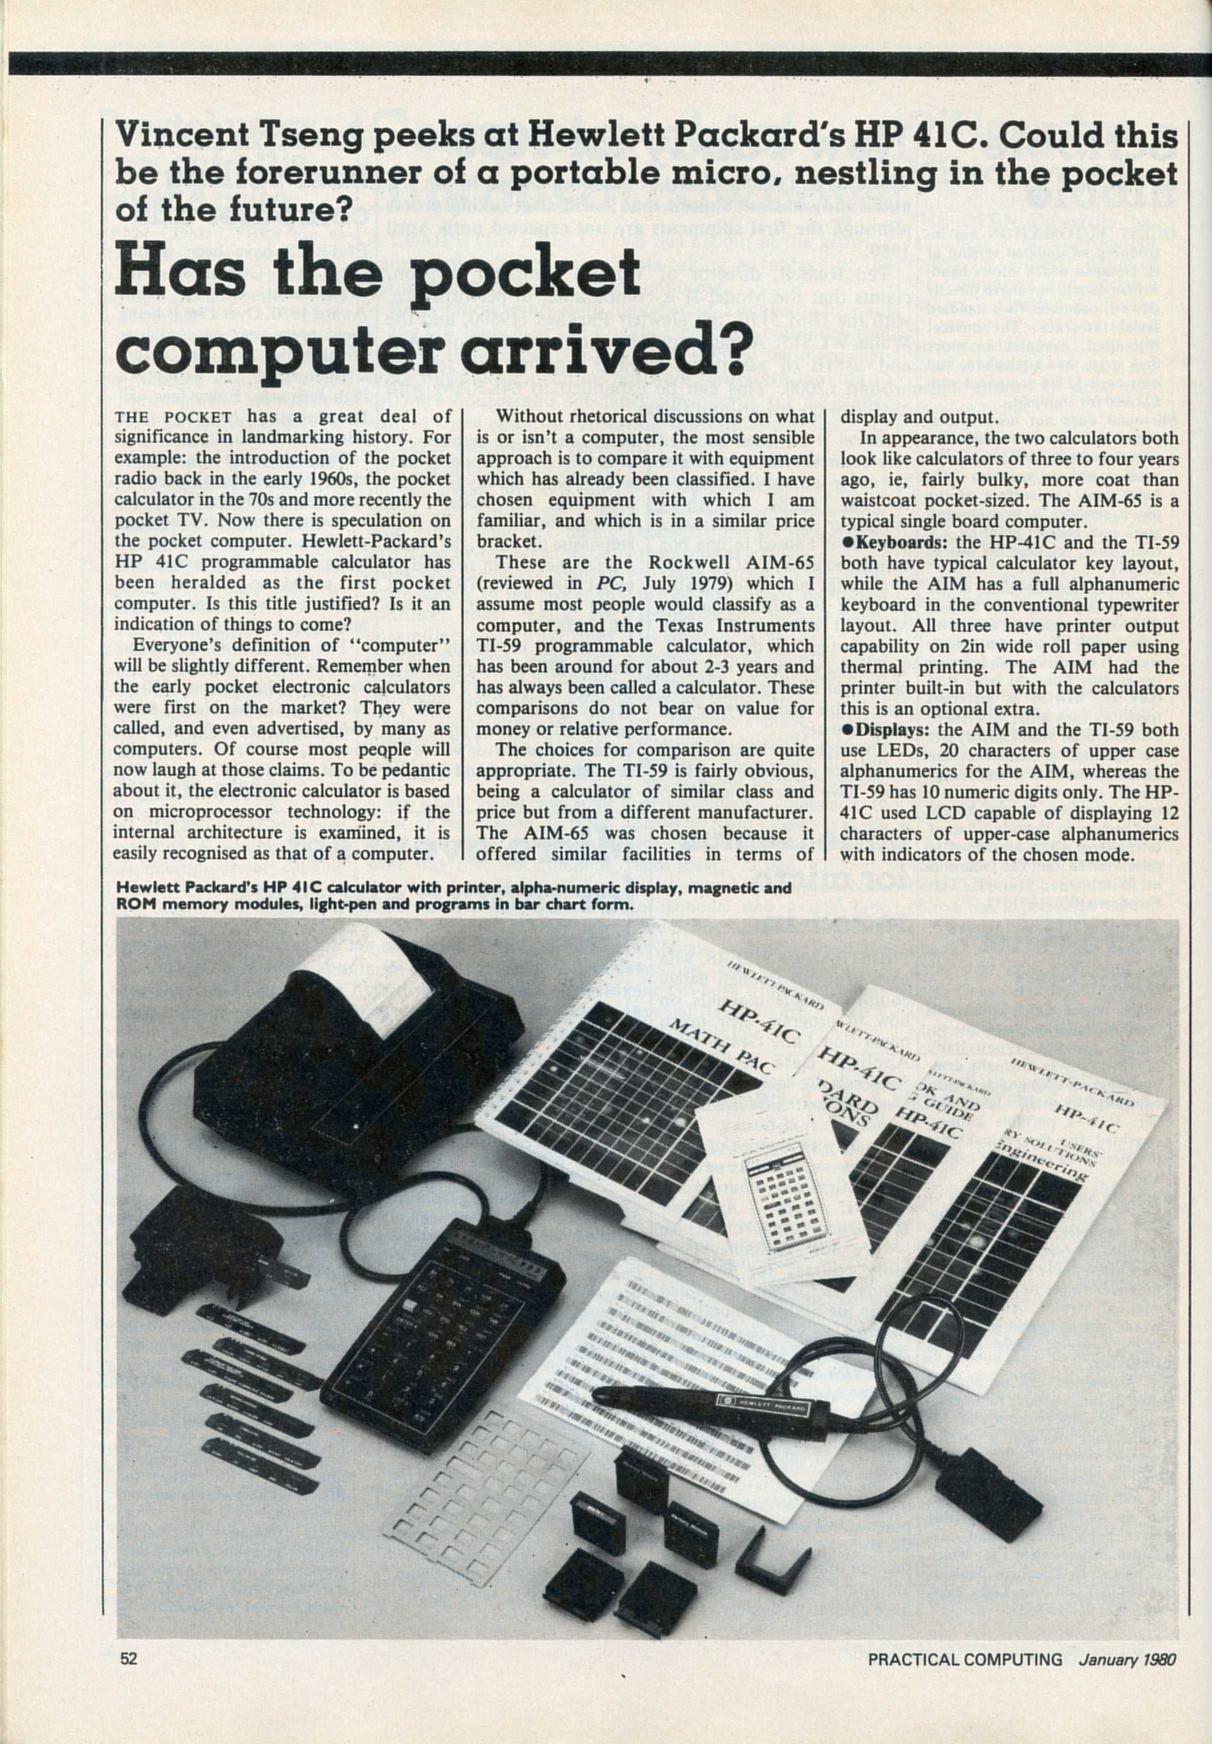 Vincent Tseng peeks at Hewlett Packard's HP 41C. Could this
be the forerunner of a portable micro, nestling in the pocket
of the future?
Has the pocket
computer arrived?
THE POCKET has a great deal of
significance in landmarking history. For
example: the introduction of the pocket
radio back in the early 1960s, the pocket
calculator in the 70s and more recently the
pocket TV. Now there is speculation on
the pocket computer. Hewlett-Packard's
HP 41C programmable calculator has
been heralded as the first pocket
computer. Is this title justified? Is it an
indication of things to come?
Everyone's definition of "computer"
will be slightly different. Remember when
the early pocket electronic calculators
were first on the market? They were
called, and even advertised, by many as
computers. Of course most people will
now laugh at those claims. To be pedantic
about it, the electronic calculator is based
on microprocessor technology: if the
internal architecture is examined, it is
easily recognised as that of a computer.
Without rhetorical discussions on what
is or isn't a computer, the most sensible
approach is to compare it with equipment
which has already been classified. I have
chosen equipment with which I am
familiar, and which is in a similar price
bracket.
These are the Rockwell AIM-65
(reviewed in PC, July 1979) which I
assume most people would classify as a
computer, and the Texas Instruments
TI-59 programmable calculator, which
has been around for about 2-3 years and
has always been called a calculator. These
comparisons do not bear on value for
money or relative performance.
The choices for comparison are quite
appropriate. The TI-59 is fairly obvious,
being a calculator of similar class and
price but from a different manufacturer.
The AIM-65 was chosen because it
offered similar facilities in terms of
display and output.
In appearance, the two calculators both
look like calculators of three to four years
ago, ie, fairly bulky, more coat than
waistcoat pocket-sized. The AIM-65 is a
typical single board computer.
●Keyboards: the HP-41C and the TI-59
both have typical calculator key layout,
while the AIM has a full alphanumeric
keyboard in the conventional typewriter
layout. All three have printer output
capability on 2in wide roll paper using
thermal printing. The AIM had the
printer built-in but with the calculators
this is an optional extra.
●Displays: the AIM and the TI-59 both
use LEDs, 20 characters of upper case
alphanumerics for the AIM, whereas the
TI-59 has 10 numeric digits only. The HP-
41C used LCD capable of displaying 12
characters of upper-case alphanumerics
with indicators of the chosen mode.
Hewlett Packard's HP 41C calculator with printer, alpha-numeric display, magnetic and
ROM memory modules, light-pen and programs in bar chart form.
HEWLETT-PACKARD
HP-41C
MATH PAC
WLETT-PACKARD
HP-41C
DARD
ONS
LETT-PACKARD
OK AND
G GUIDE
HP-41C
HEWLETT-PACKARD
HP-41C
USERS'
RY SOLUTIONS
Engineering
HEWLETT · PACKARD
52
PRACTICAL COMPUTING January 1980